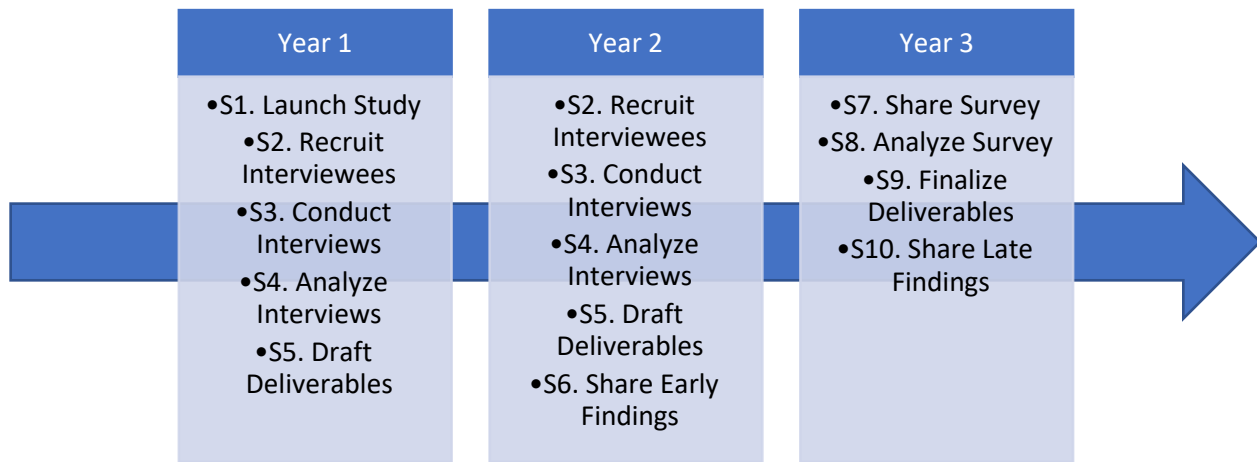 Year 1
•S1. Launch Study
•S2. Recruit
Interviewees
•S3. Conduct
Interviews
•S4. Analyze
Interviews
•S5. Draft
Deliverables
Year 2
•S2. Recruit
Interviewees
•S3. Conduct
Interviews
•S4. Analyze
Interviews
•S5. Draft
Deliverables
•S6. Share Early
Findings
Year 3
•S7. Share Survey
•S8. Analyze Survey
•S9. Finalize
Deliverables
•S10. Share Late
Findings